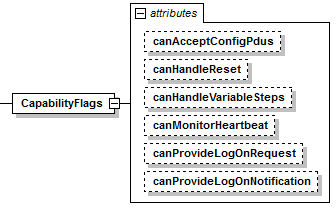 attributes
canAcceptConfigPdus
canHandleReset
CapabilityFlags
canHandleVariableSteps
canMonitorHeartbeat
canProvideLogOnRequest
canProvideLogOnNotification